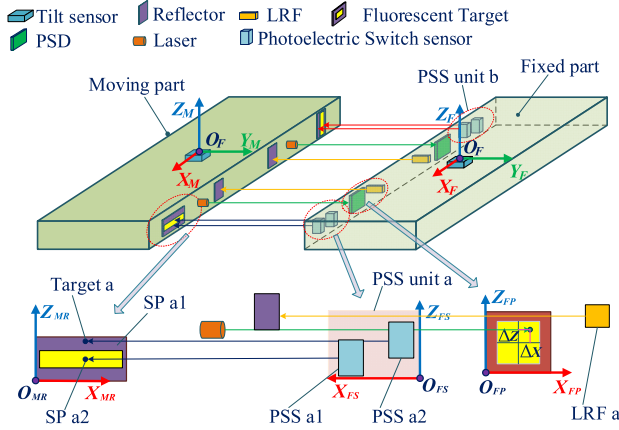 Tilt sensor
Reflector
LRF
Fluorescent Target
PSD
Laser
Photoelectric Switch sensor
PSS unit b
Fixed part
Moving part
Z_M
Z_F
O_F
Y_M
O_F
X_M
X_F
Y_F
Target a
PSS unit a
Z_MR
SP a1
Z_FS
Z_FP
ΔZ
ΔX
O_MR
X_MR
X_FS
O_FS
O_FP
X_FP
SP a2
PSS a1
PSS a2
LRF a